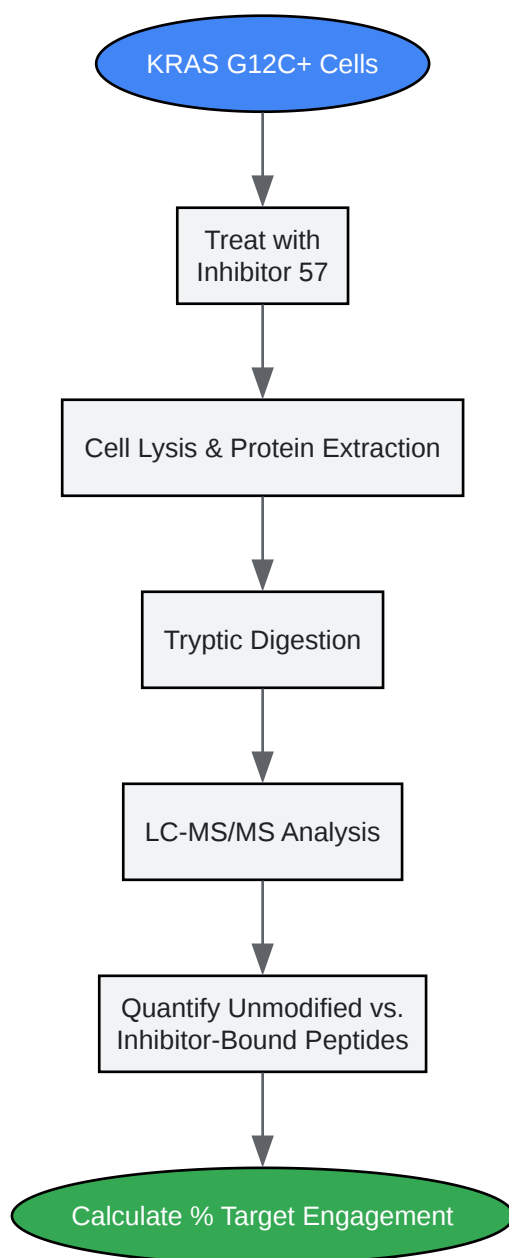 KRAS G12C+ Cells
Treat with
Inhibitor 57
Cell Lysis & Protein Extraction
Tryptic Digestion
LC-MS/MS Analysis
Quantify Unmodified vs.
Inhibitor-Bound Peptides
Calculate % Target Engagement